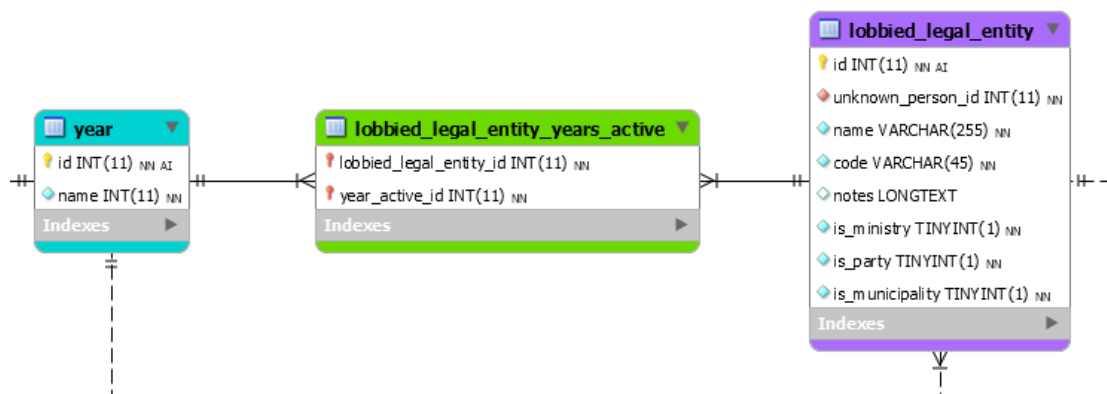 year
id INT(11) NN AI
name INT(11) NN
Indexes
lobbied_legal_entity_years_active
lobbied_legal_entity_id INT(11) NN
year_active_id INT(11) NN
Indexes
lobbied_legal_entity
id INT(11) NN AI
unknown_person_id INT(11) NN
name VARCHAR(255) NN
code VARCHAR(45) NN
notes LONGTEXT
is_ministry TINYINT(1) NN
is_party TINYINT(1) NN
is_municipality TINYINT(1) NN
Indexes